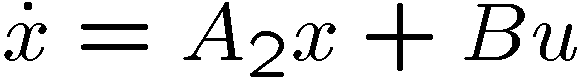 ẋ = A₂x + Bu